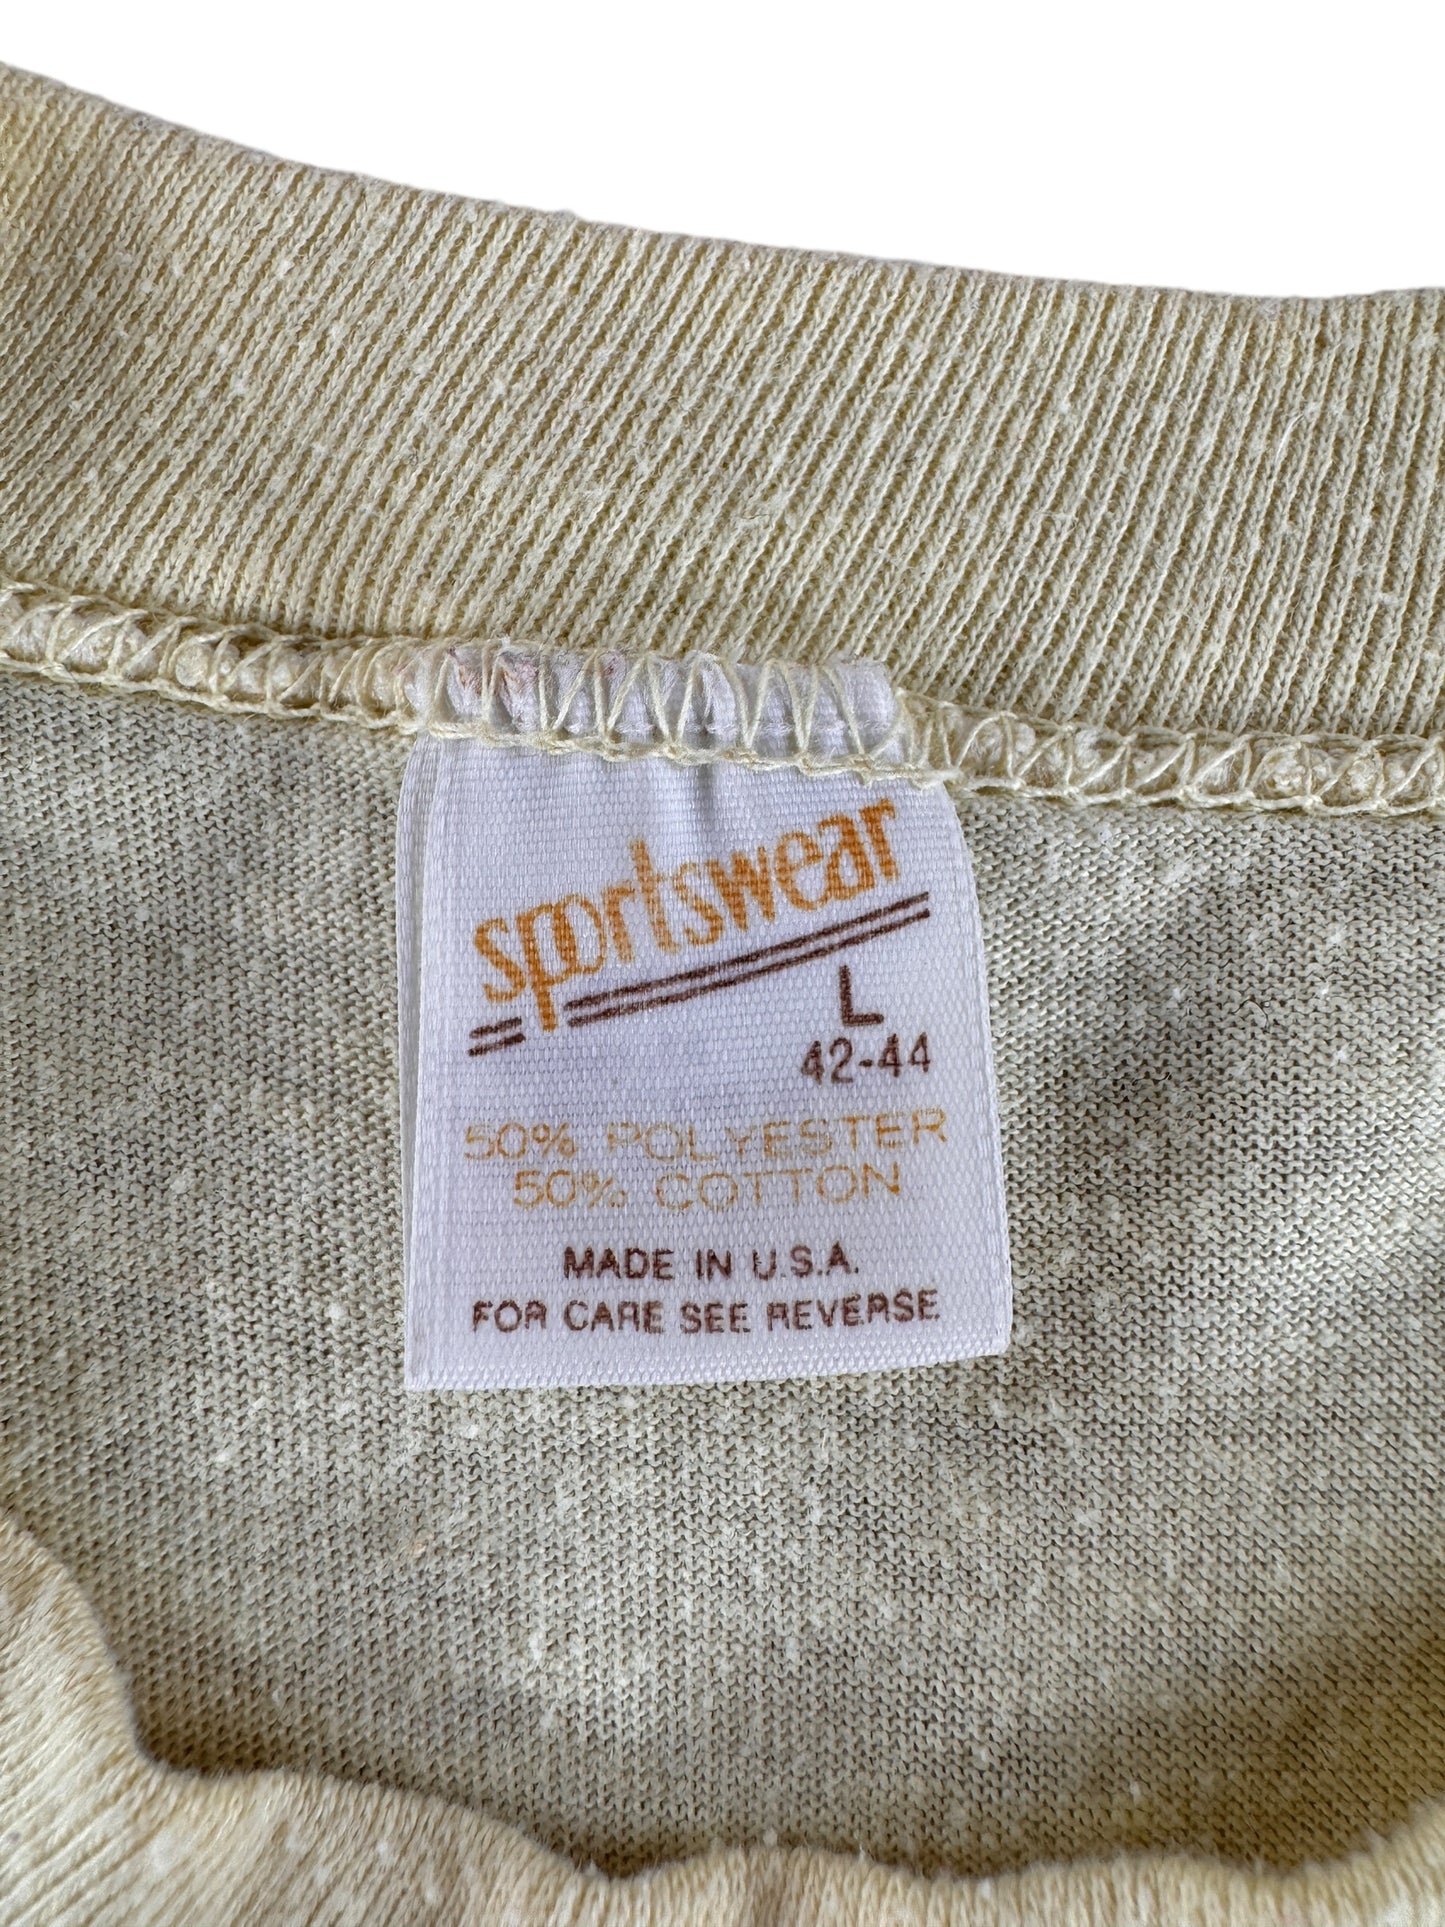 sportswear
L
42-44
50% POLYESTER
50% COTTON
MADE IN U.S.A.
FOR CARE SEE REVERSE